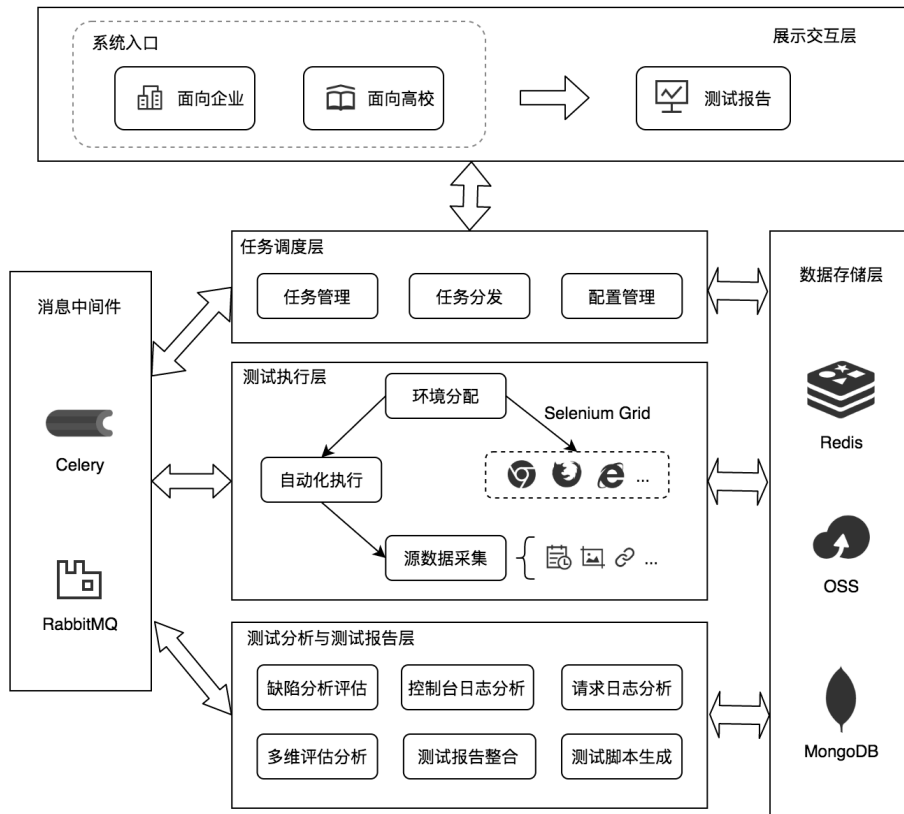 系统入口
展示交互层
面向企业
面向高校
测试报告
任务调度层
任务管理
任务分发
配置管理
消息中间件
Celery
RabbitMQ
测试执行层
环境分配
Selenium Grid
自动化执行
...
源数据采集
...
测试分析与测试报告层
缺陷分析评估
控制台日志分析
请求日志分析
多维评估分析
测试报告整合
测试脚本生成
数据存储层
Redis
OSS
MongoDB